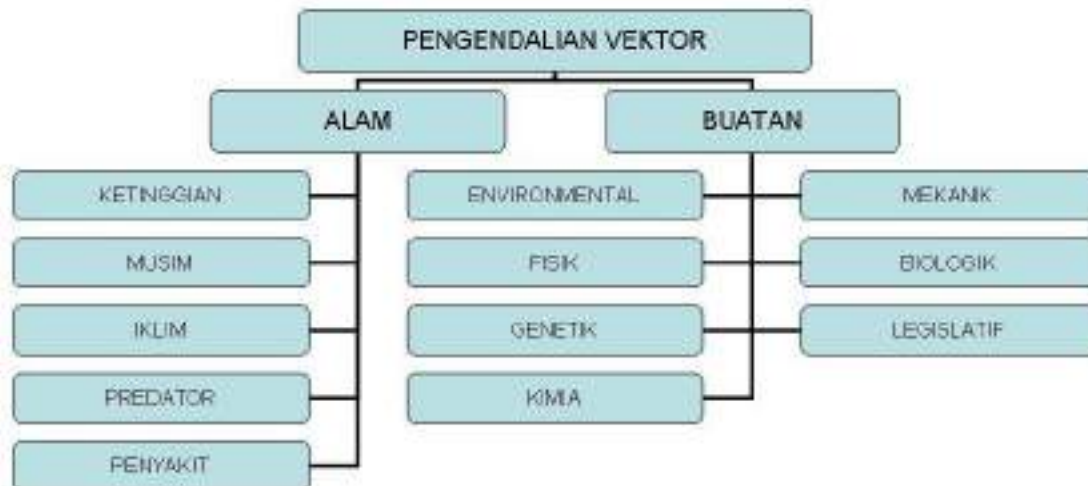 PENGENDALIAN VEKTOR
ALAM
BUATAN
KETINGGIAN
MUSIM
IKLIM
PREDATOR
PENYAKIT
ENVIRONMENTAL
FISIK
GENETIK
KIMIA
MEKANIK
BIOLOGIK
LEGISLATIF